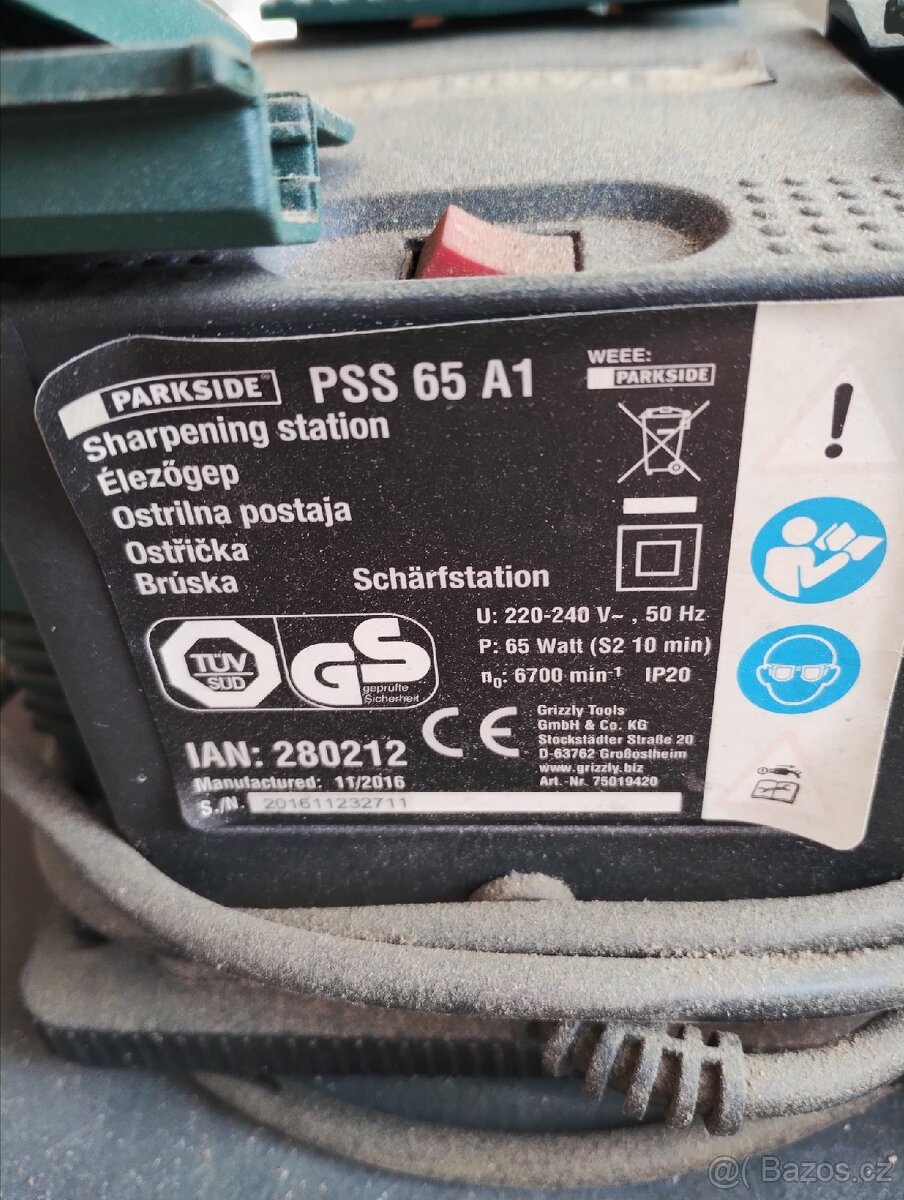 PARKSIDE® PSS 65 A1
WEEE:
PARKSIDE
Sharpening station
Élezőgep
Ostrilna postaja
Ostřička
Brúska
Schärfstation
U: 220-240 V~ , 50 Hz
P: 65 Watt (S2 10 min)
n0: 6700 min-1 IP20
TÜV
SÜD
GS
geprüfte
Sicherheit
CE
Grizzly Tools
GmbH & Co. KG
Stockstädter Straße 20
D-63762 Großostheim
www.grizzly.biz
Art.-Nr. 75019420
IAN: 280212
Manufactured: 11/2016
S./N. 201611232711
Bazos.cz